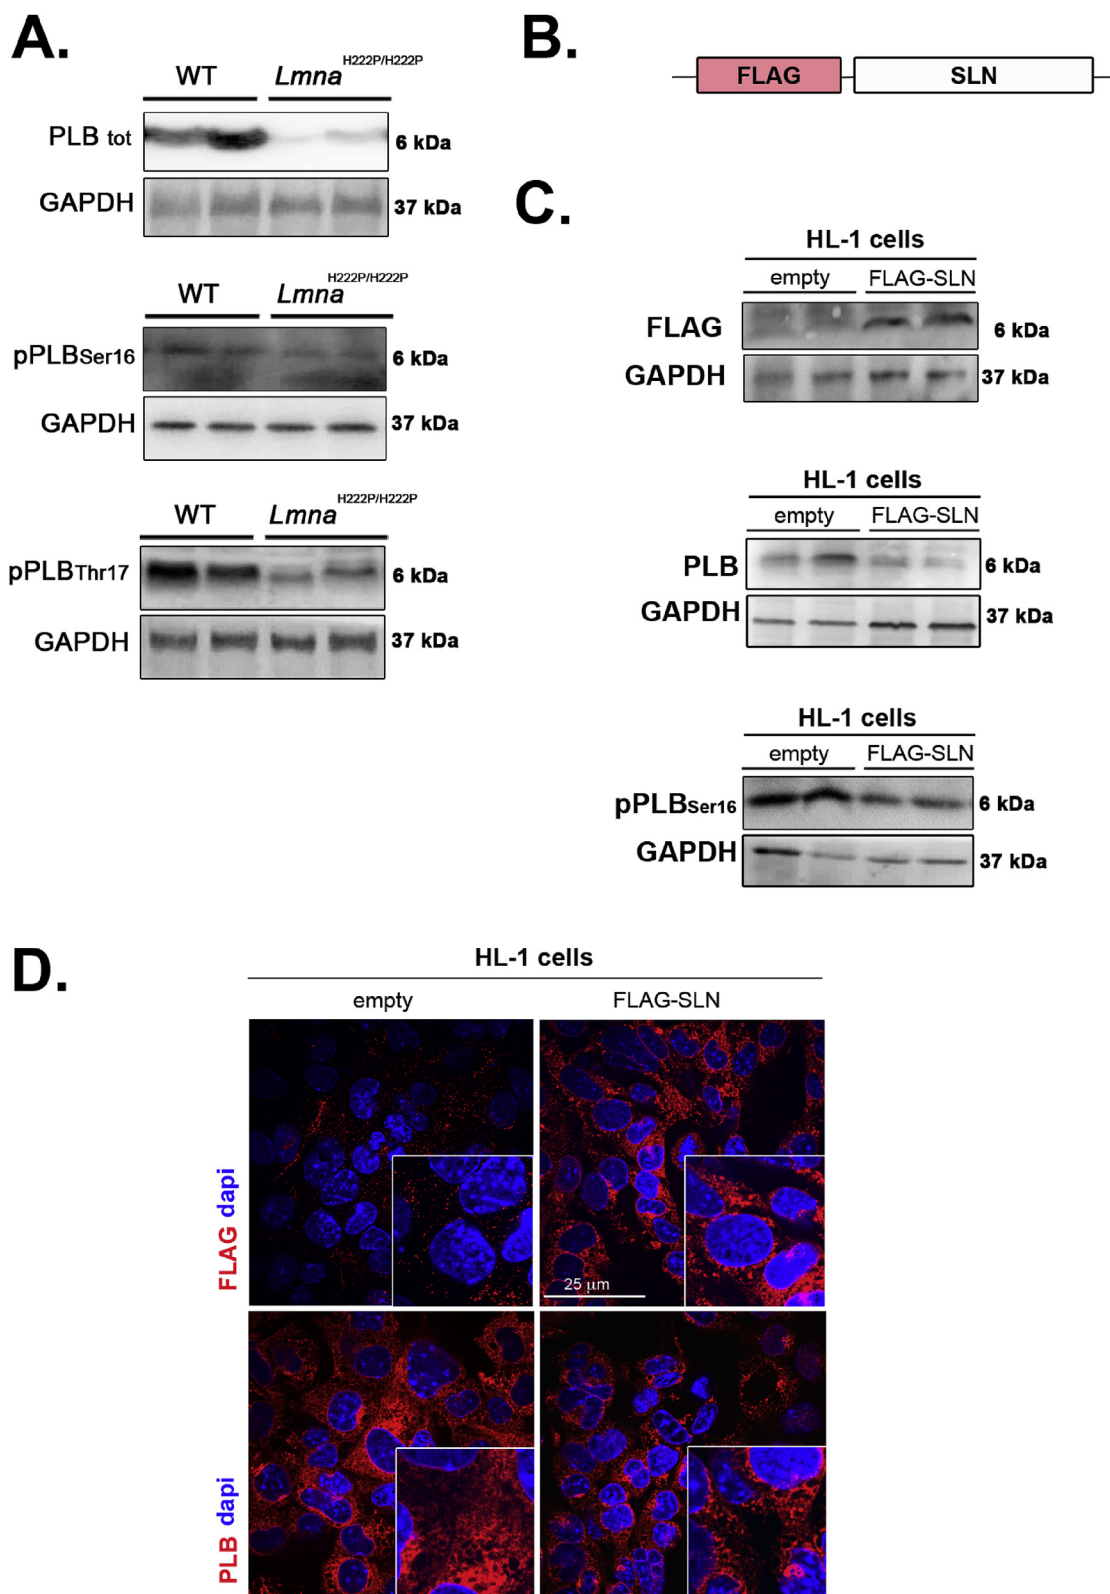 A.
WT Lmna H222P/H222P
PLB tot 6 kDa
GAPDH 37 kDa
WT Lmna H222P/H222P
pPLBSer16 6 kDa
GAPDH 37 kDa
WT Lmna H222P/H222P
pPLBThr17 6 kDa
GAPDH 37 kDa
B.
FLAG SLN
C.
HL-1 cells
empty FLAG-SLN
FLAG 6 kDa
GAPDH 37 kDa
HL-1 cells
empty FLAG-SLN
PLB 6 kDa
GAPDH 37 kDa
HL-1 cells
empty FLAG-SLN
pPLBSer16 6 kDa
GAPDH 37 kDa
D.
HL-1 cells
empty FLAG-SLN
FLAG dapi
25 µm
PLB dapi